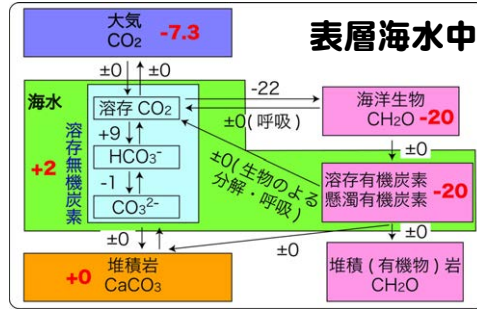 表層海水中
大気
CO₂ -7.3
±0 ±0
海水
+2
溶存無機炭素
溶存 CO₂
+9
HCO₃⁻
-1
CO₃²⁻
-22
±0(呼吸)
±0(生物のよる
分解・呼吸)
海洋生物
CH₂O -20
±0
溶存有機炭素
懸濁有機炭素
-20
±0
±0
±0
+0
堆積岩
CaCO₃
堆積(有機物)岩
CH₂O